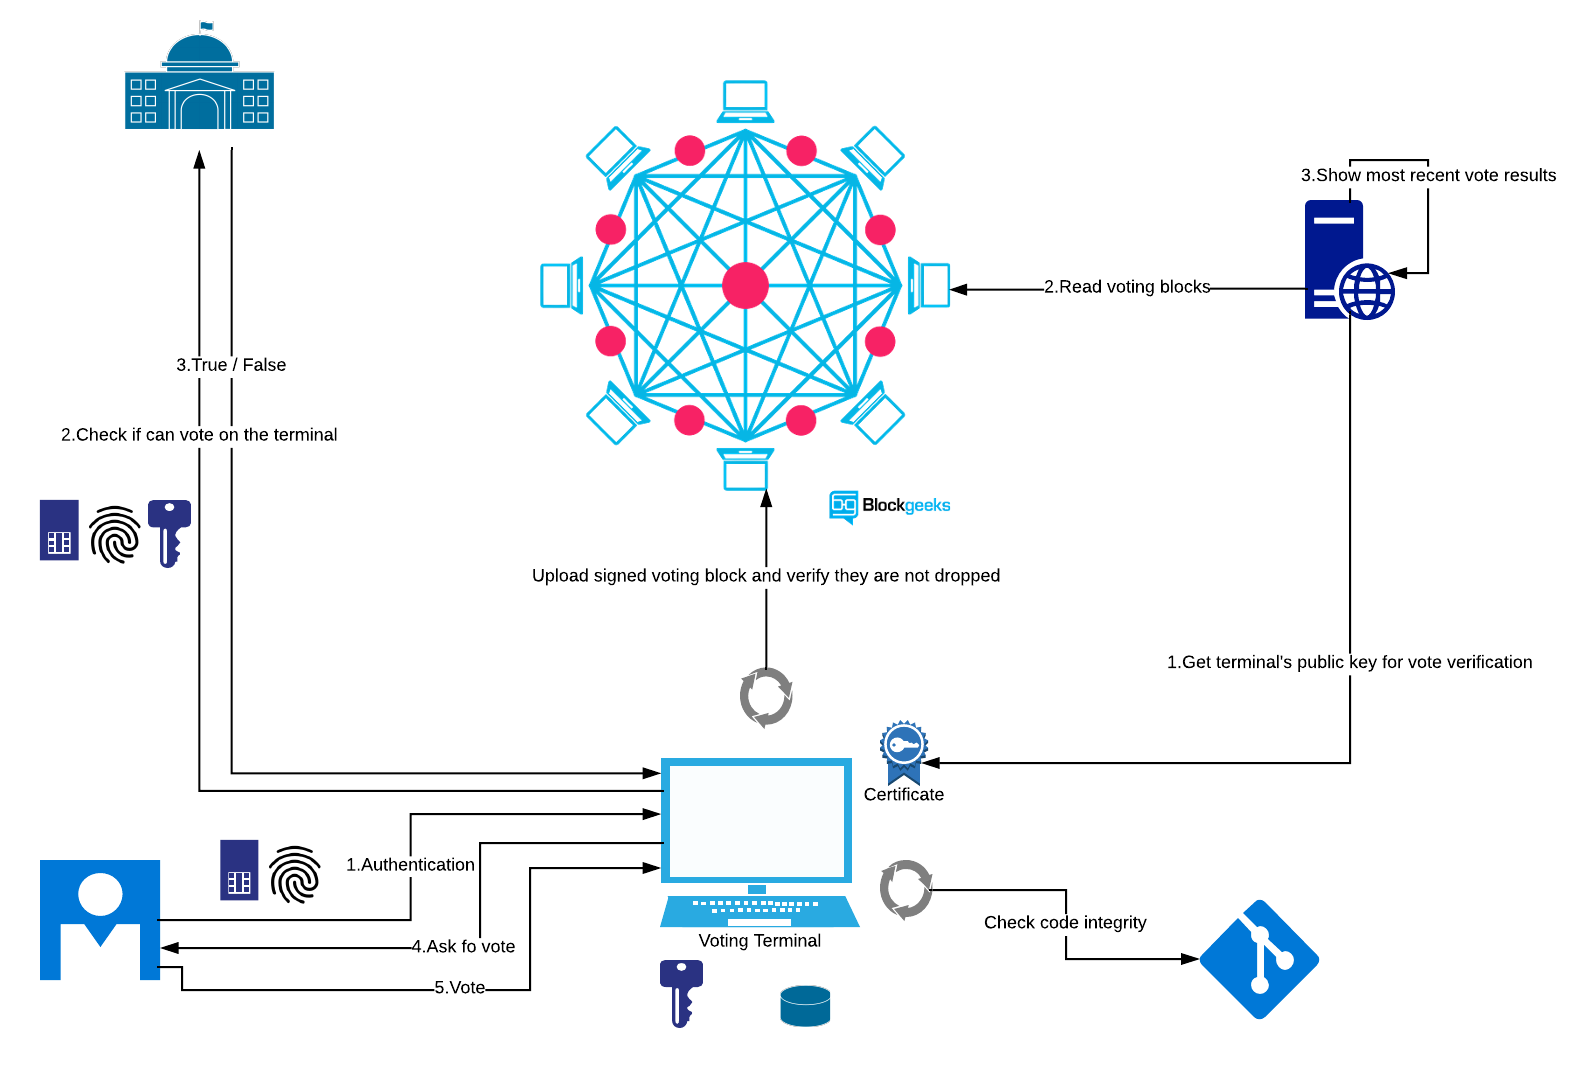 3.Show most recent vote results
2.Read voting blocks
3.True / False
2.Check if can vote on the terminal
Blockgeeks
Upload signed voting block and verify they are not dropped
1.Get terminal's public key for vote verification
Certificate
1.Authentication
Check code integrity
Voting Terminal
4.Ask fo vote
5.Vote